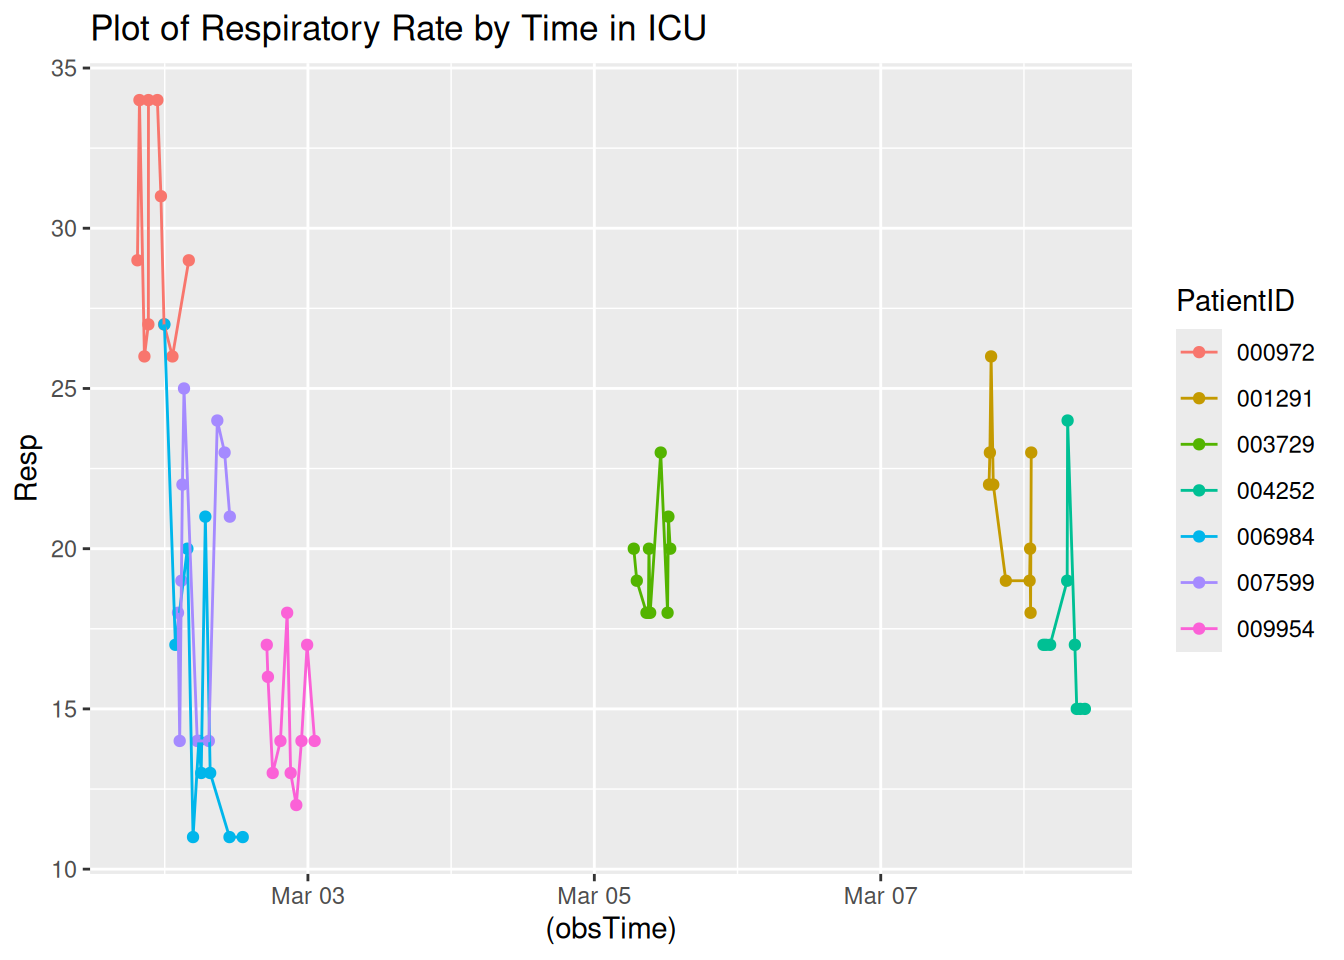 Plot of Respiratory Rate by Time in ICU
35
30
25
20
15
10
Resp
Mar 03
Mar 05
Mar 07
(obsTime)
PatientID
000972
001291
003729
004252
006984
007599
009954